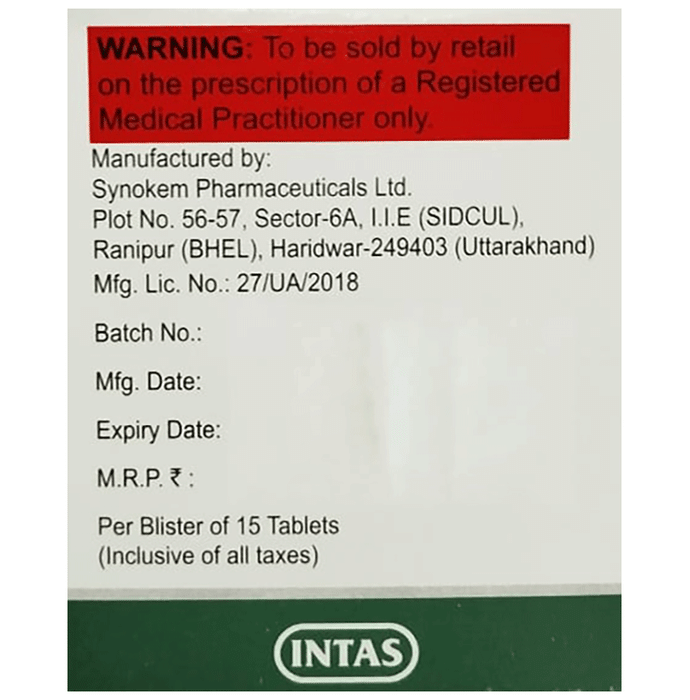 WARNING: To be sold by retail
on the prescription of a Registered
Medical Practitioner only.
Manufactured by:
Synokem Pharmaceuticals Ltd.
Plot No. 56-57, Sector-6A, I.I.E (SIDCUL),
Ranipur (BHEL), Haridwar-249403 (Uttarakhand)
Mfg. Lic. No.: 27/UA/2018
Batch No.:
Mfg. Date:
Expiry Date:
M.R.P. ₹ :
Per Blister of 15 Tablets
(Inclusive of all taxes)
INTAS